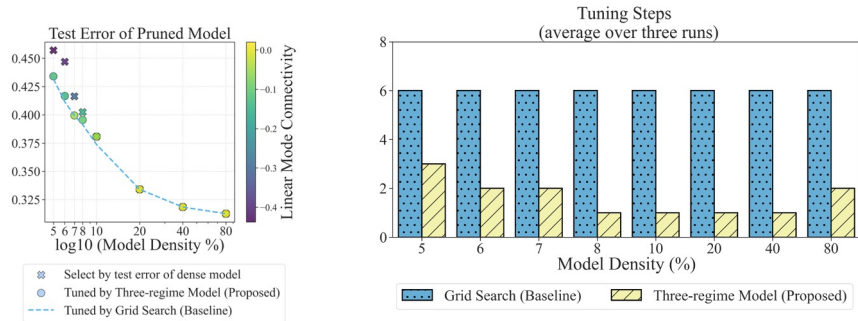 Test Error of Pruned Model
0.450
0.425
0.400
0.375
0.350
0.325
5 6 7 8 10 20 40 80
log10 (Model Density %)
0.0
−0.1
−0.2
−0.3
−0.4
Linear Mode Connectivity
Select by test error of dense model
Tuned by Three-regime Model (Proposed)
Tuned by Grid Search (Baseline)
Tuning Steps
(average over three runs)
8
6
4
2
0
5 6 7 8 10 20 40 80
Model Density (%)
Grid Search (Baseline) Three-regime Model (Proposed)